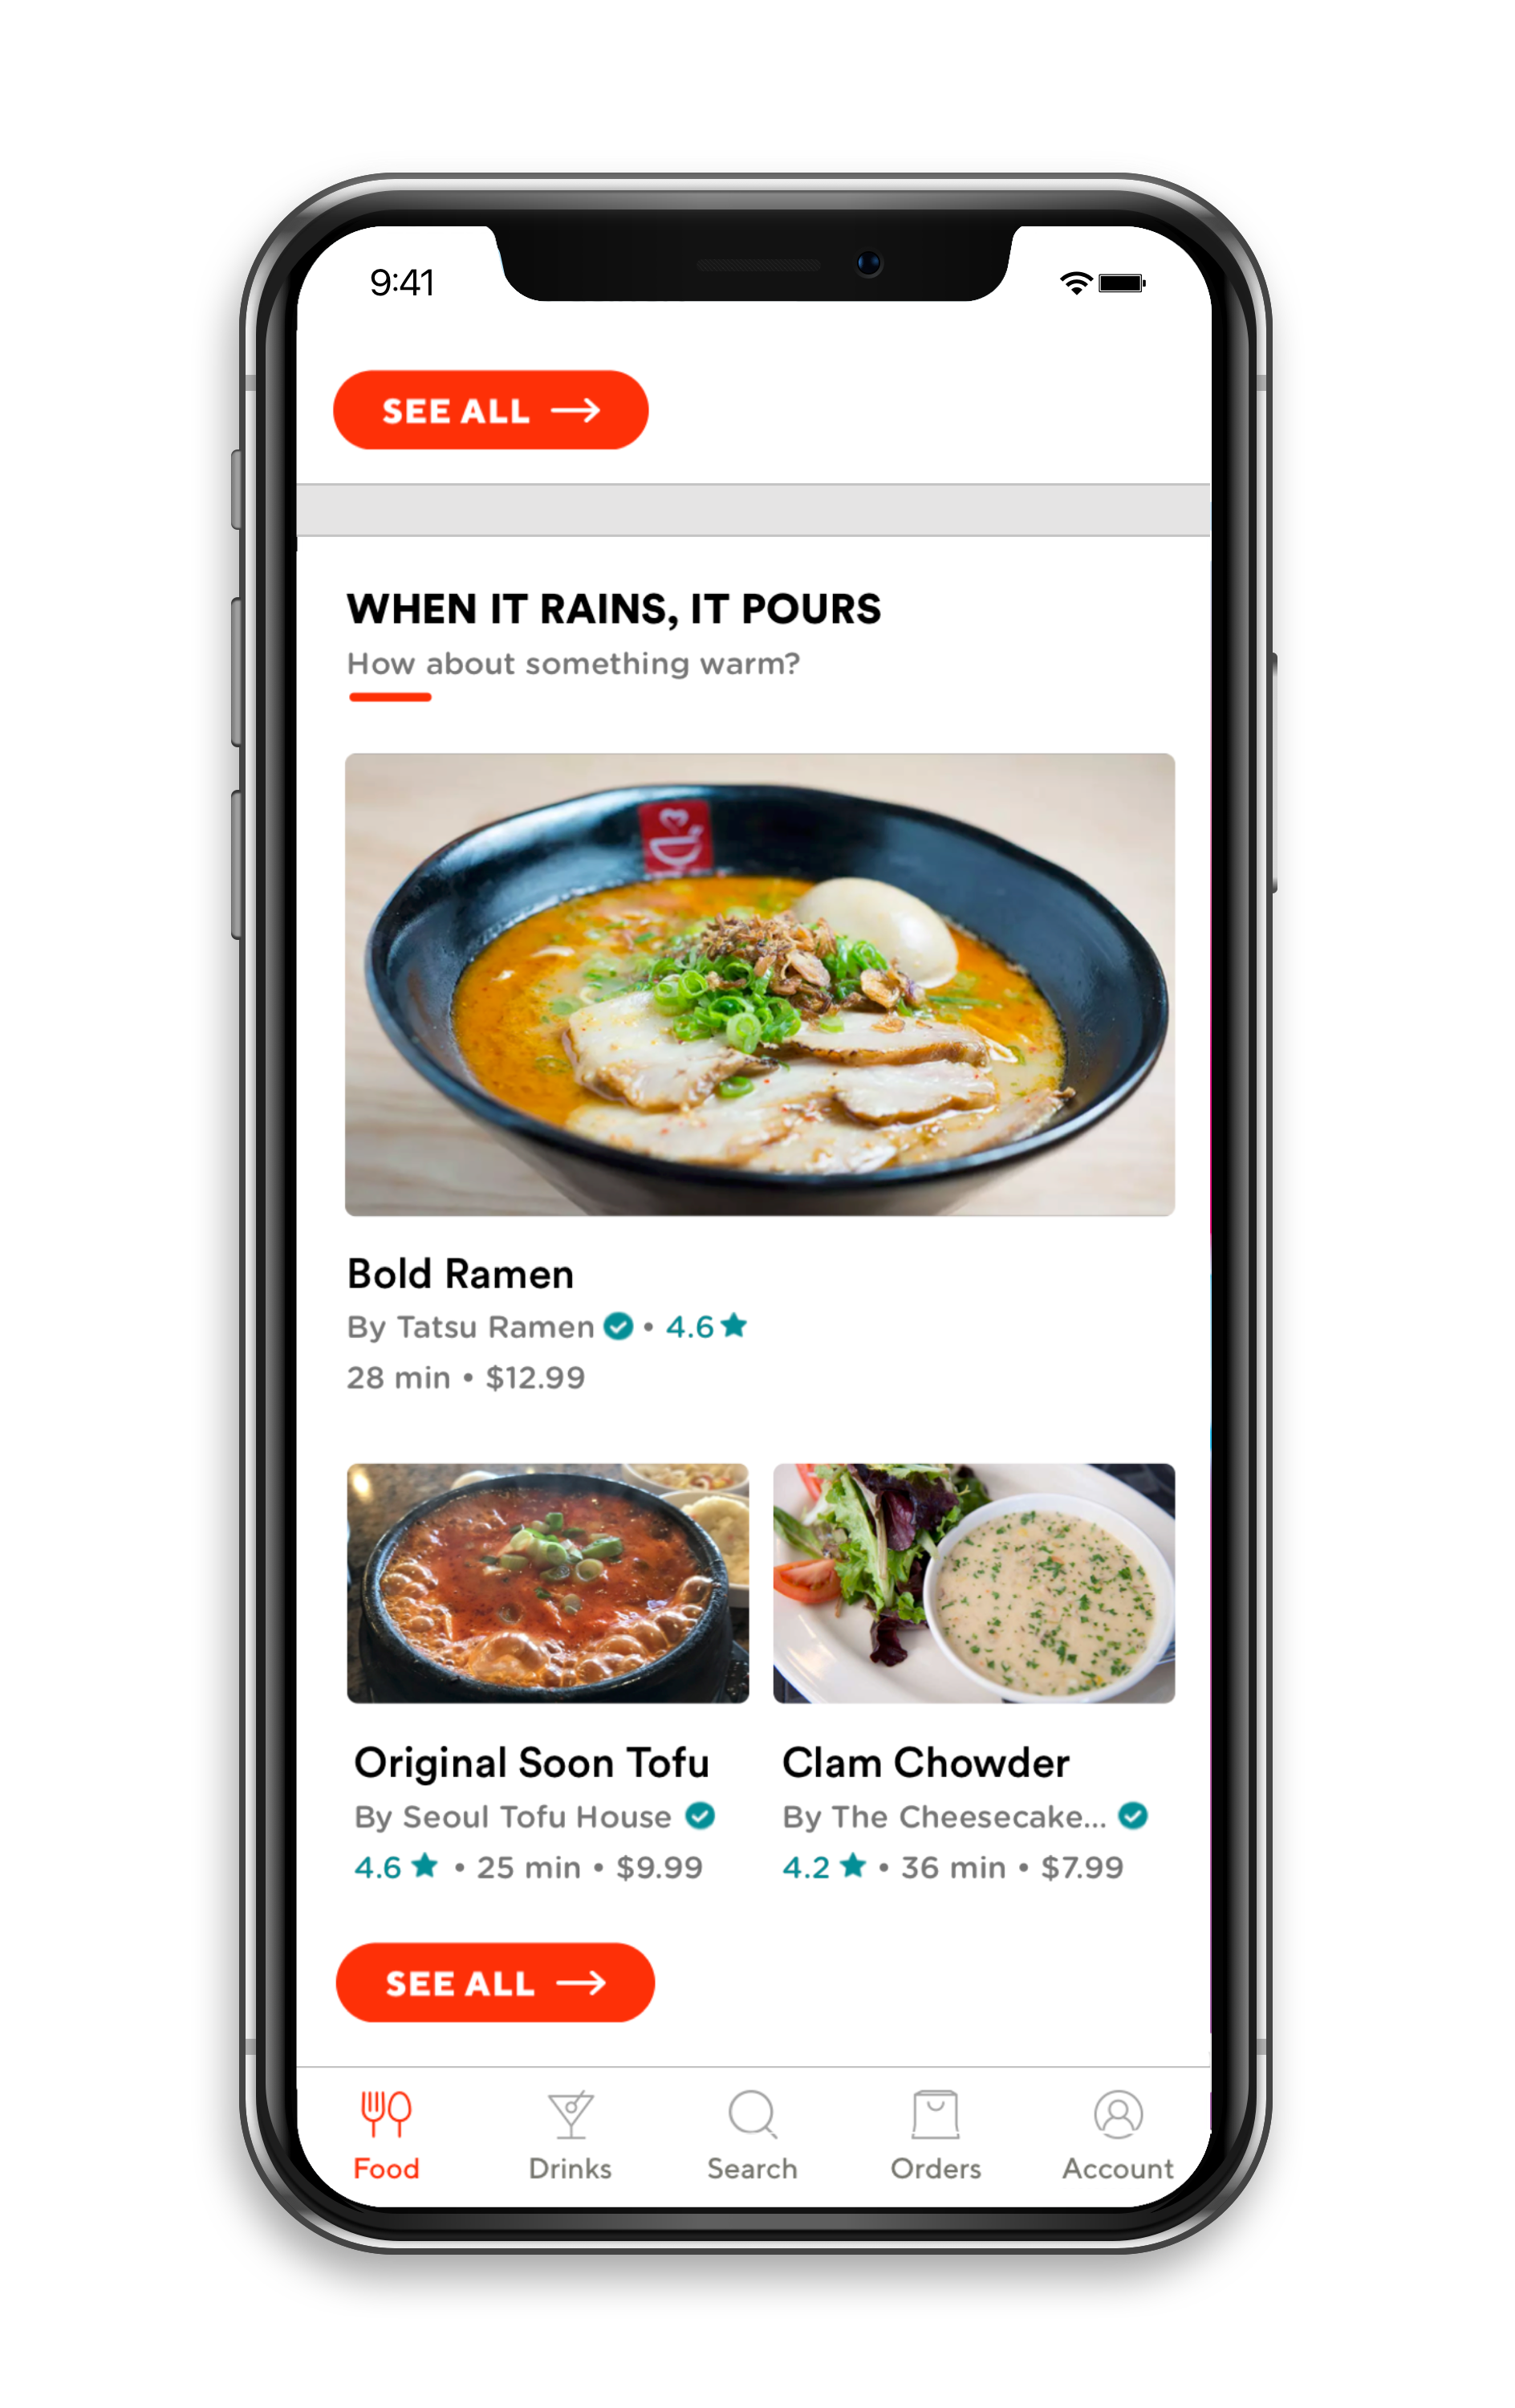 9:41
SEE ALL →
WHEN IT RAINS, IT POURS
How about something warm?
Bold Ramen
By Tatsu Ramen • 4.6★
28 min • $12.99
Original Soon Tofu
By Seoul Tofu House
4.6 ★ • 25 min • $9.99
Clam Chowder
By The Cheesecake...
4.2 ★ • 36 min • $7.99
SEE ALL →
Food
Drinks
Search
Orders
Account